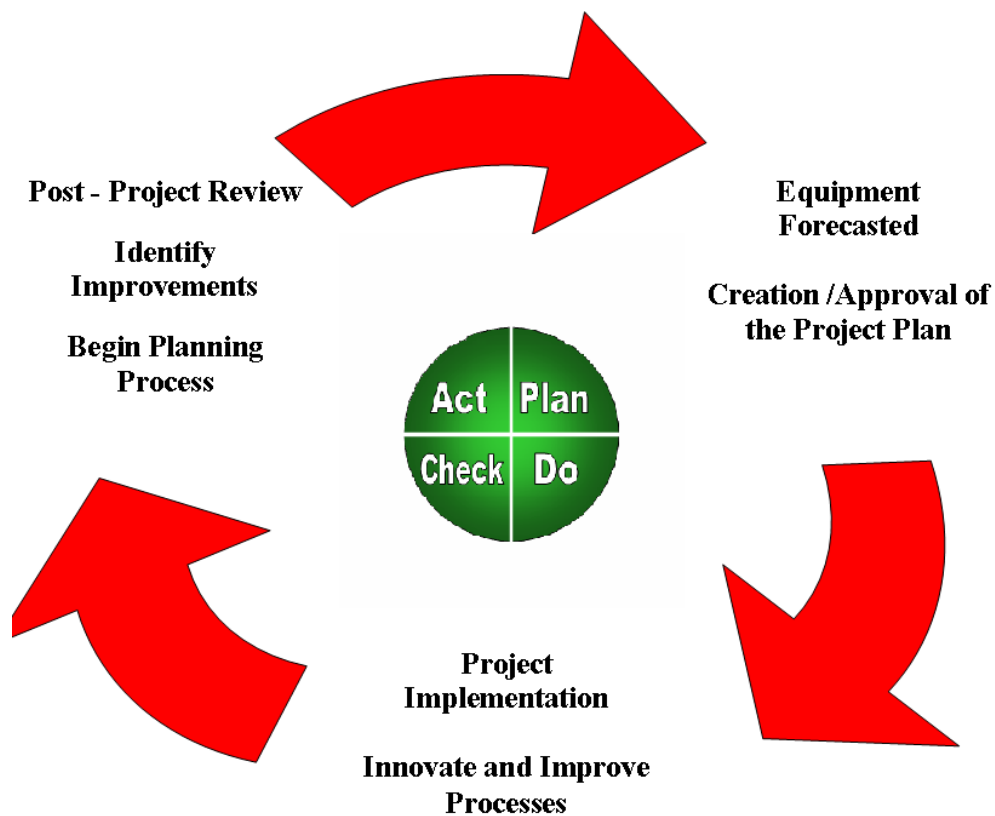 Post - Project Review
Identify
Improvements
Begin Planning
Process
Equipment
Forecasted
Creation /Approval of
the Project Plan
Act
Plan
Check
Do
Project
Implementation
Innovate and Improve
Processes